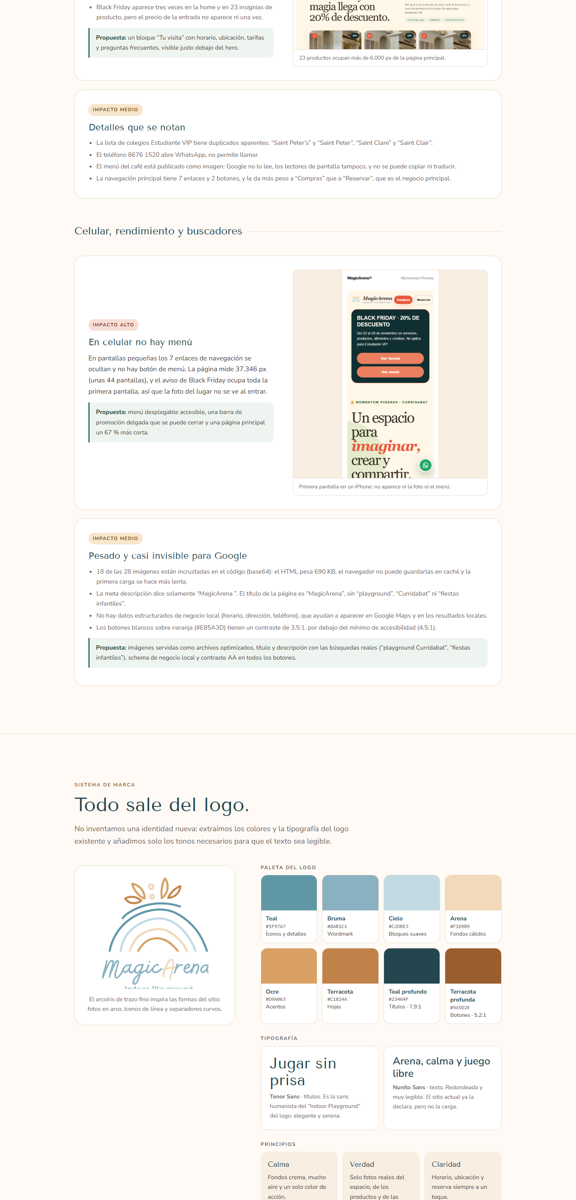 Black Friday aparece tres veces en la home y en 23 insignias de
producto, pero el precio de la entrada no aparece ni una vez.
Propuesta: un bloque "Tu visita" con horario, ubicación, tarifas
y preguntas frecuentes, visible justo debajo del hero.
magia llega con
20% de descuento.
23 productos ocupan más de 6.000 px de la página principal.
IMPACTO MEDIO
Detalles que se notan
La lista de colegios Estudiante VIP tiene duplicados aparentes: "Saint Peter's" y "Saint Peter", "Saint Clare" y "Saint Clair".
El teléfono 8676 1520 abre WhatsApp, no permite llamar.
El menú del café está publicado como imagen: Google no lo lee, los lectores de pantalla tampoco, y no se puede copiar ni traducir.
La navegación principal tiene 7 enlaces y 2 botones, y le da más peso a "Compras" que a "Reservar", que es el negocio principal.
Celular, rendimiento y buscadores
IMPACTO ALTO
En celular no hay menú
En pantallas pequeñas los 7 enlaces de navegación se
ocultan y no hay botón de menú. La página mide 37.346 px
(unas 44 pantallas), y el aviso de Black Friday ocupa toda la
primera pantalla, así que la foto del lugar no se ve al entrar.
Propuesta: menú desplegable accesible, una barra de
promoción delgada que se puede cerrar y una página principal
un 67 % más corta.
MagicArena
Momentum Pinares
MagicArena
Compras
Reservar
BLACK FRIDAY · 20% DE
DESCUENTO
Ver tienda
Ver menú
MOMENTUM PINARES · CURRIDABAT
Un espacio
para
imaginar,
crear y
compartir.
Primera pantalla en un iPhone: no aparece ni la foto ni el menú.
IMPACTO MEDIO
Pesado y casi invisible para Google
18 de las 28 imágenes están incrustadas en el código (base64): el HTML pesa 690 KB, el navegador no puede guardarlas en caché y la
primera carga se hace más lenta.
La meta descripción dice solamente "MagicArena ". El título de la página es "MagicArena", sin "playground", "Curridabat" ni "fiestas
infantiles".
No hay datos estructurados de negocio local (horario, dirección, teléfono), que ayudan a aparecer en Google Maps y en los resultados locales.
Los botones blancos sobre naranja (#E85A3D) tienen un contraste de 3,5:1, por debajo del mínimo de accesibilidad (4,5:1).
Propuesta: imágenes servidas como archivos optimizados, título y descripción con las búsquedas reales ("playground Curridabat", "fiestas
infantiles"), schema de negocio local y contraste AA en todos los botones.
SISTEMA DE MARCA
Todo sale del logo.
No inventamos una identidad nueva: extraímos los colores y la tipografía del logo
existente y añadimos solo los tonos necesarios para que el texto sea legible.
MagicArena
El arcoíris de trazo fino inspira las formas del sitio:
fotos en arco, íconos de línea y separadores curvos.
PALETA DEL LOGO
Teal
#5F97A7
Íconos y detalles
Bruma
Wordmark
Cielo
Bloques suaves
Arena
Fondos cálidos
Ocre
Acentos
Terracota
#C1824A
Hojas
Teal profundo
Títulos · 7,9:1
Terracota
profunda
Botones · 5,2:1
TIPOGRAFÍA
Jugar sin
prisa
Tenor Sans · títulos. Es la sans
humanista del "Indoor Playground"
del logo: elegante y serena.
Arena, calma y juego
libre
Nunito Sans · texto. Redondeada y
muy legible. El sitio actual ya la
declara, pero no la carga.
PRINCIPIOS
Calma
Fondos crema, mucho
aire y un solo color de
acción.
Verdad
Solo fotos reales del
espacio, de los
productos y de las
Claridad
Horario, ubicación y
reserva siempre a un
toque.